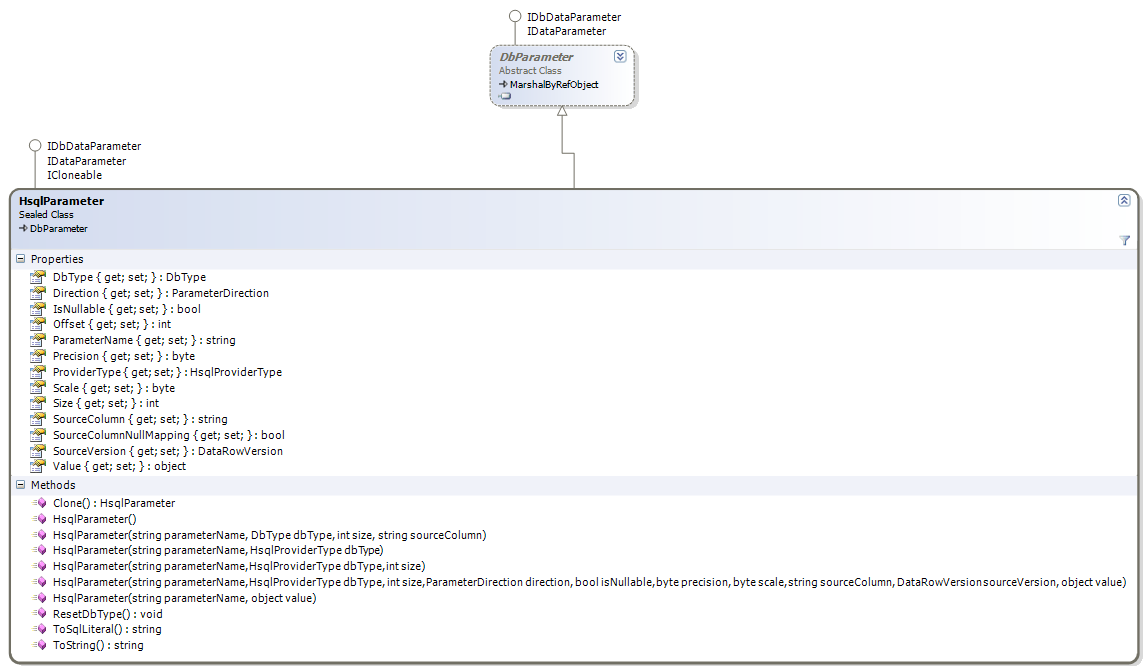 IDbDataParameter
IDataParameter
DbParameter
Abstract Class
MarshalByRefObject
IDbDataParameter
IDataParameter
ICloneable
HsqlParameter
Sealed Class
DbParameter
Properties
DbType { get; set; } : DbType
Direction { get; set; } : ParameterDirection
IsNullable { get; set; } : bool
Offset { get; set; } : int
ParameterName { get; set; } : string
Precision { get; set; } : byte
ProviderType { get; set; } : HsqlProviderType
Scale { get; set; } : byte
Size { get; set; } : int
SourceColumn { get; set; } : string
SourceColumnNullMapping { get; set; } : bool
SourceVersion { get; set; } : DataRowVersion
Value { get; set; } : object
Methods
Clone() : HsqlParameter
HsqlParameter()
HsqlParameter(string parameterName, DbType dbType, int size, string sourceColumn)
HsqlParameter(string parameterName, HsqlProviderType dbType)
HsqlParameter(string parameterName, HsqlProviderType dbType, int size)
HsqlParameter(string parameterName, HsqlProviderType dbType, int size, ParameterDirection direction, bool isNullable, byte precision, byte scale, string sourceColumn, DataRowVersion sourceVersion, object value)
HsqlParameter(string parameterName, object value)
ResetDbType() : void
ToSqlLiteral() : string
ToString() : string